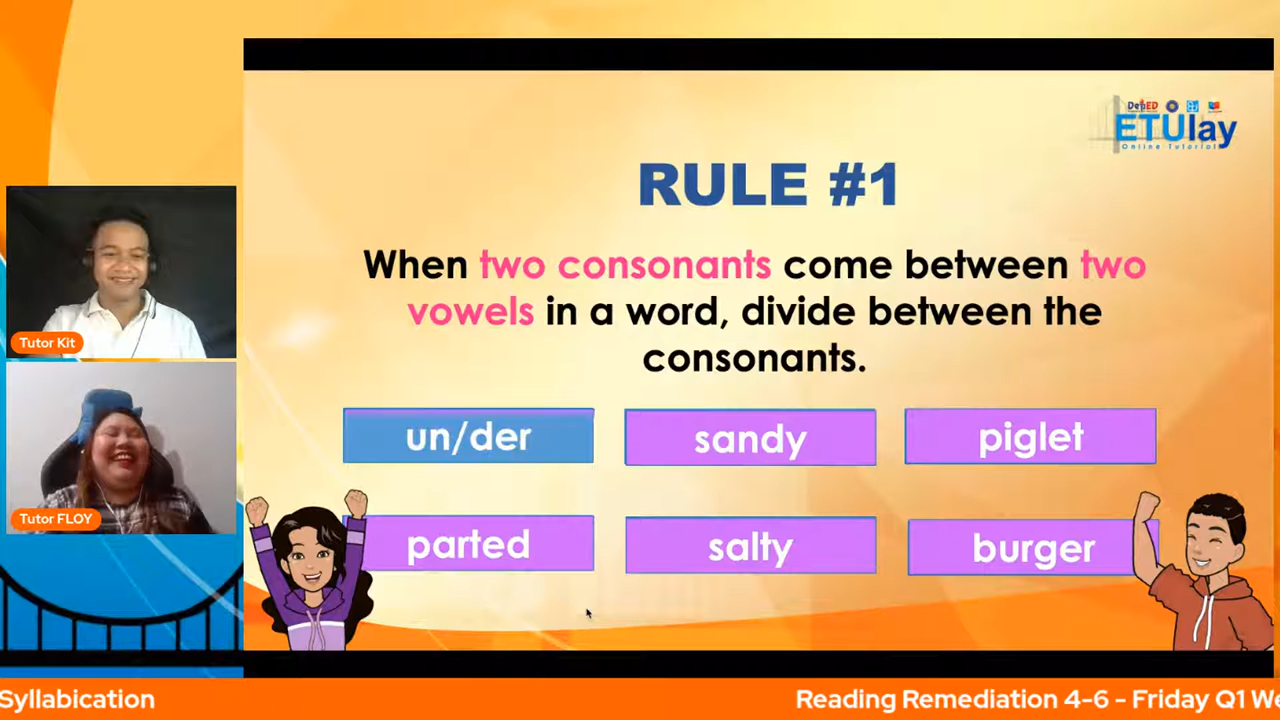 DepED
ETUlay
Online Tutorial
RULE #1
When two consonants come between two
vowels in a word, divide between the
consonants.
un/der
sandy
piglet
parted
salty
burger
Tutor Kit
Tutor FLOY
Syllabication
Reading Remediation 4-6 - Friday Q1 We